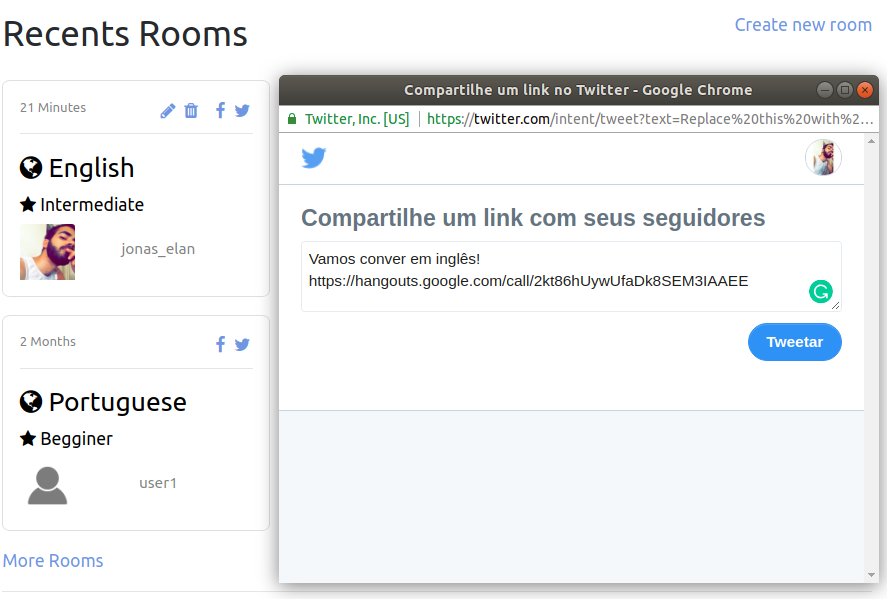 Recents Rooms
Create new room
21 Minutes
English
Intermediate
jonas_elan
2 Months
Portuguese
Begginer
user1
More Rooms
Compartilhe um link no Twitter - Google Chrome
Twitter, Inc. [US] https://twitter.com/intent/tweet?text=Replace%20this%20with%2...
Compartilhe um link com seus seguidores
Vamos conver em inglês!
https://hangouts.google.com/call/2kt86hUywUfaDk8SEM3IAAEE
Tweetar